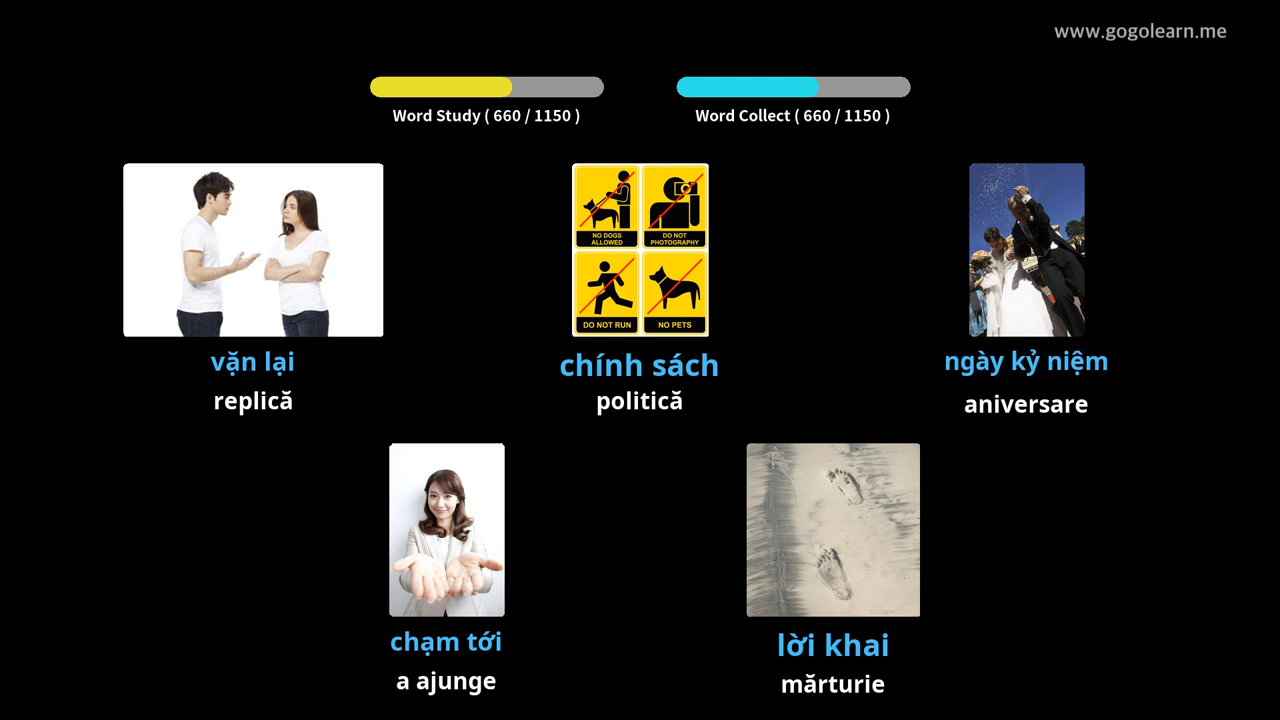 www.gogolearn.me
Word Study ( 660 / 1150 )
Word Collect ( 660 / 1150 )
NO DOGS
ALLOWED
DO NOT
PHOTOGRAPHY
DO NOT RUN
NO PETS
vặn lại
replică
chính sách
politică
ngày kỷ niệm
aniversare
chạm tới
a ajunge
lời khai
mărturie